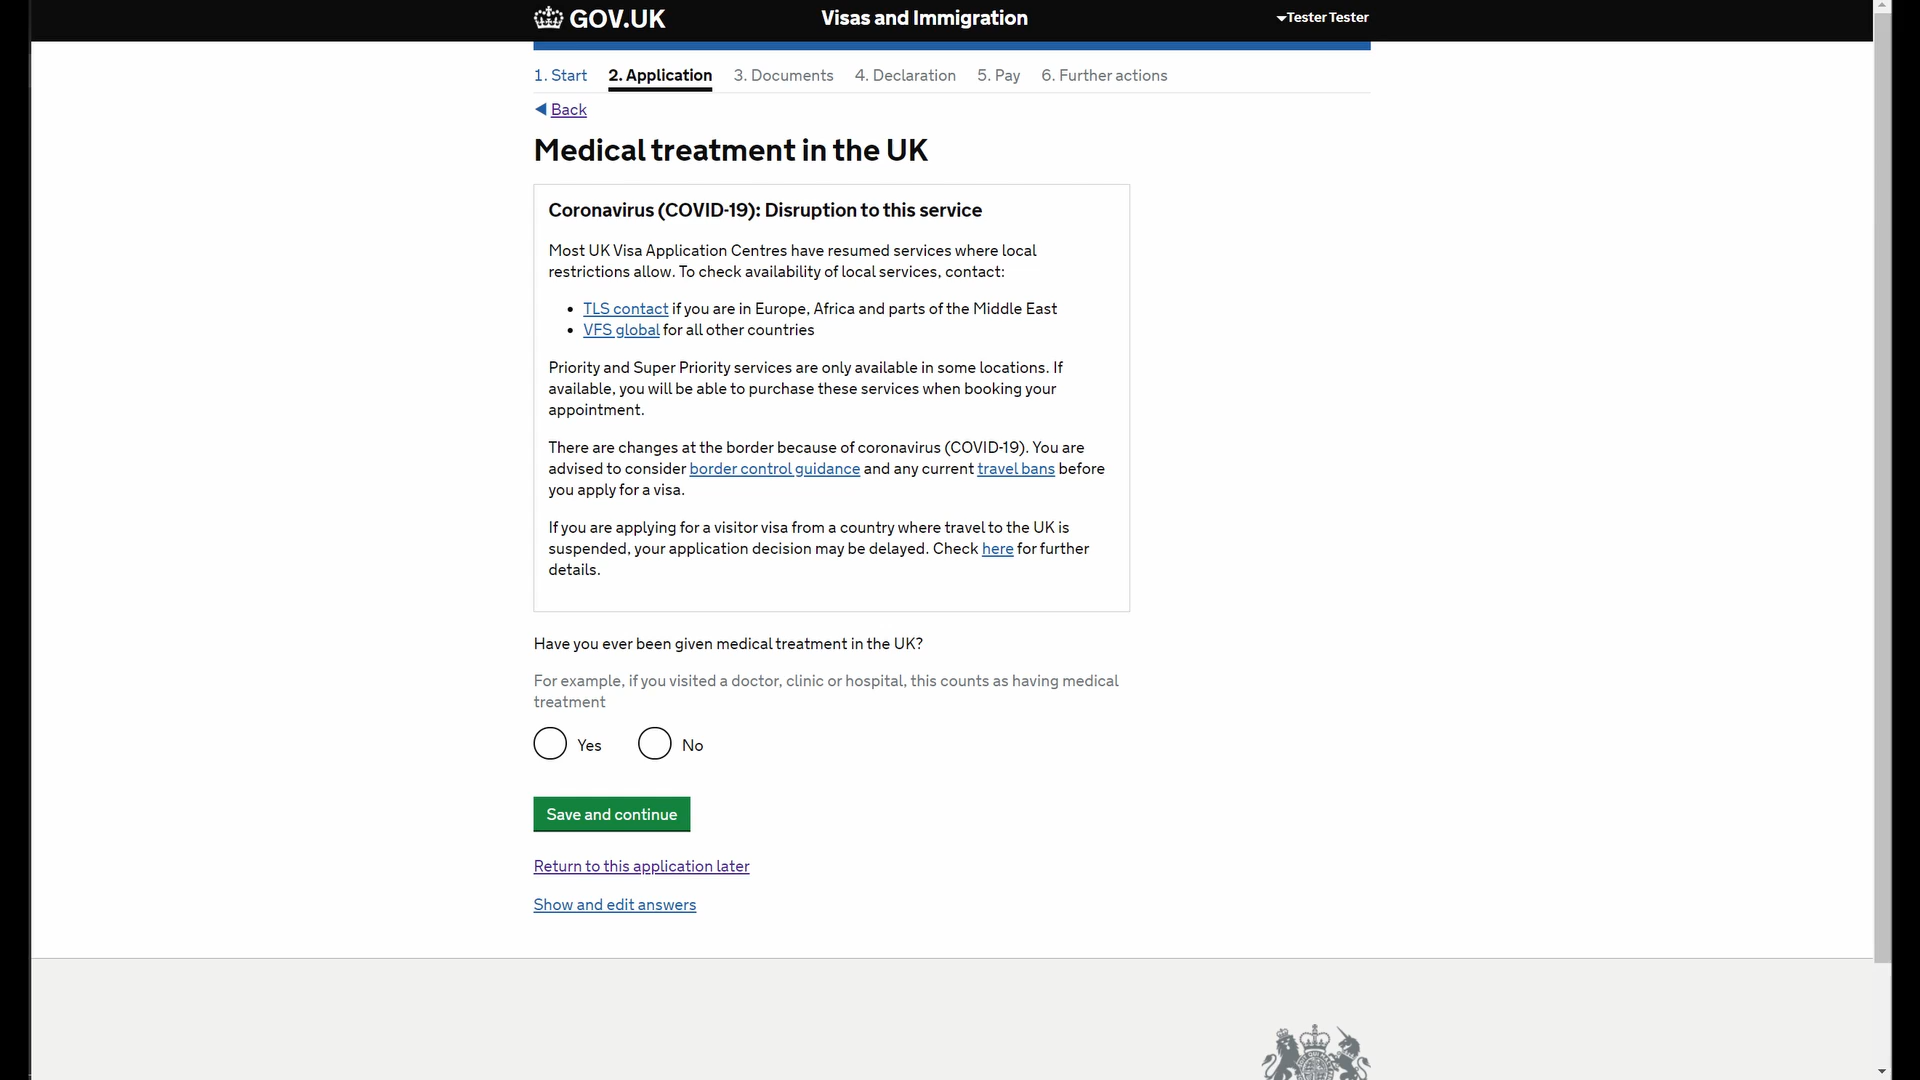 GOV.UK
Visas and Immigration
Tester Tester
1. Start 2. Application 3. Documents 4. Declaration 5. Pay 6. Further actions
Back
Medical treatment in the UK
Coronavirus (COVID-19): Disruption to this service
Most UK Visa Application Centres have resumed services where local
restrictions allow. To check availability of local services, contact:
• TLS contact if you are in Europe, Africa and parts of the Middle East
• VFS global for all other countries
Priority and Super Priority services are only available in some locations. If
available, you will be able to purchase these services when booking your
appointment.
There are changes at the border because of coronavirus (COVID-19). You are
advised to consider border control guidance and any current travel bans before
you apply for a visa.
If you are applying for a visitor visa from a country where travel to the UK is
suspended, your application decision may be delayed. Check here for further
details.
Have you ever been given medical treatment in the UK?
For example, if you visited a doctor, clinic or hospital, this counts as having medical
treatment
Yes No
Save and continue
Return to this application later
Show and edit answers